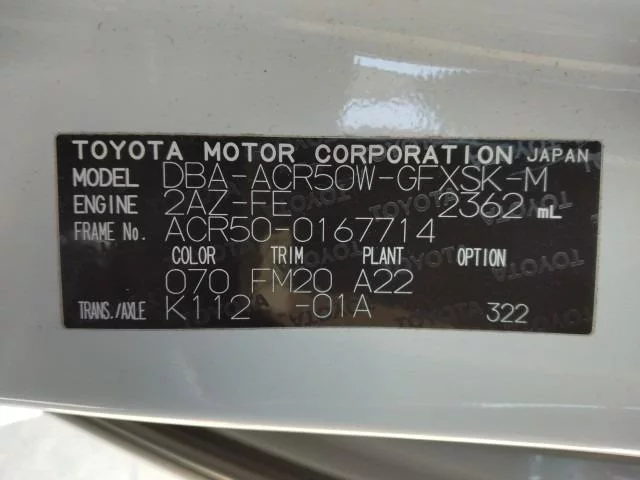 TOYOTA MOTOR CORPORATION JAPAN
MODEL DBA-ACR50W-GFXSK-M
ENGINE 2AZ-FE 2362 mL
FRAME No. ACR50-0167714
COLOR TRIM PLANT OPTION
070 FM20 A22
TRANS./AXLE K112 -01A 322